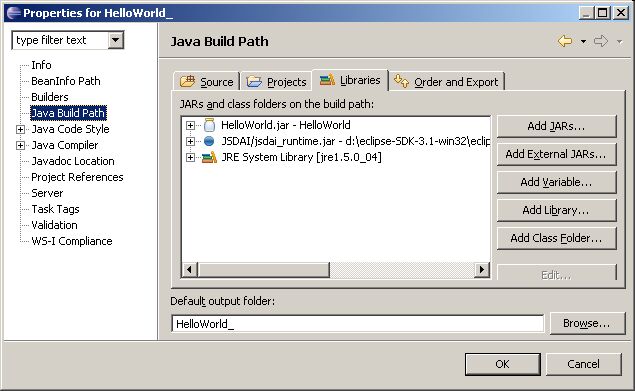 Properties for HelloWorld_
type filter text
Info
BeanInfo Path
Builders
Java Build Path
Java Code Style
Java Compiler
Javadoc Location
Project References
Server
Task Tags
Validation
WS-I Compliance
Java Build Path
Source Projects Libraries Order and Export
JARs and class folders on the build path:
HelloWorld.jar - HelloWorld
JSDAI/jsdai_runtime.jar - d:\eclipse-SDK-3.1-win32\eclip
JRE System Library [jre1.5.0_04]
Add JARs...
Add External JARs...
Add Variable...
Add Library...
Add Class Folder...
Edit...
Default output folder:
HelloWorld_
Browse...
OK Cancel